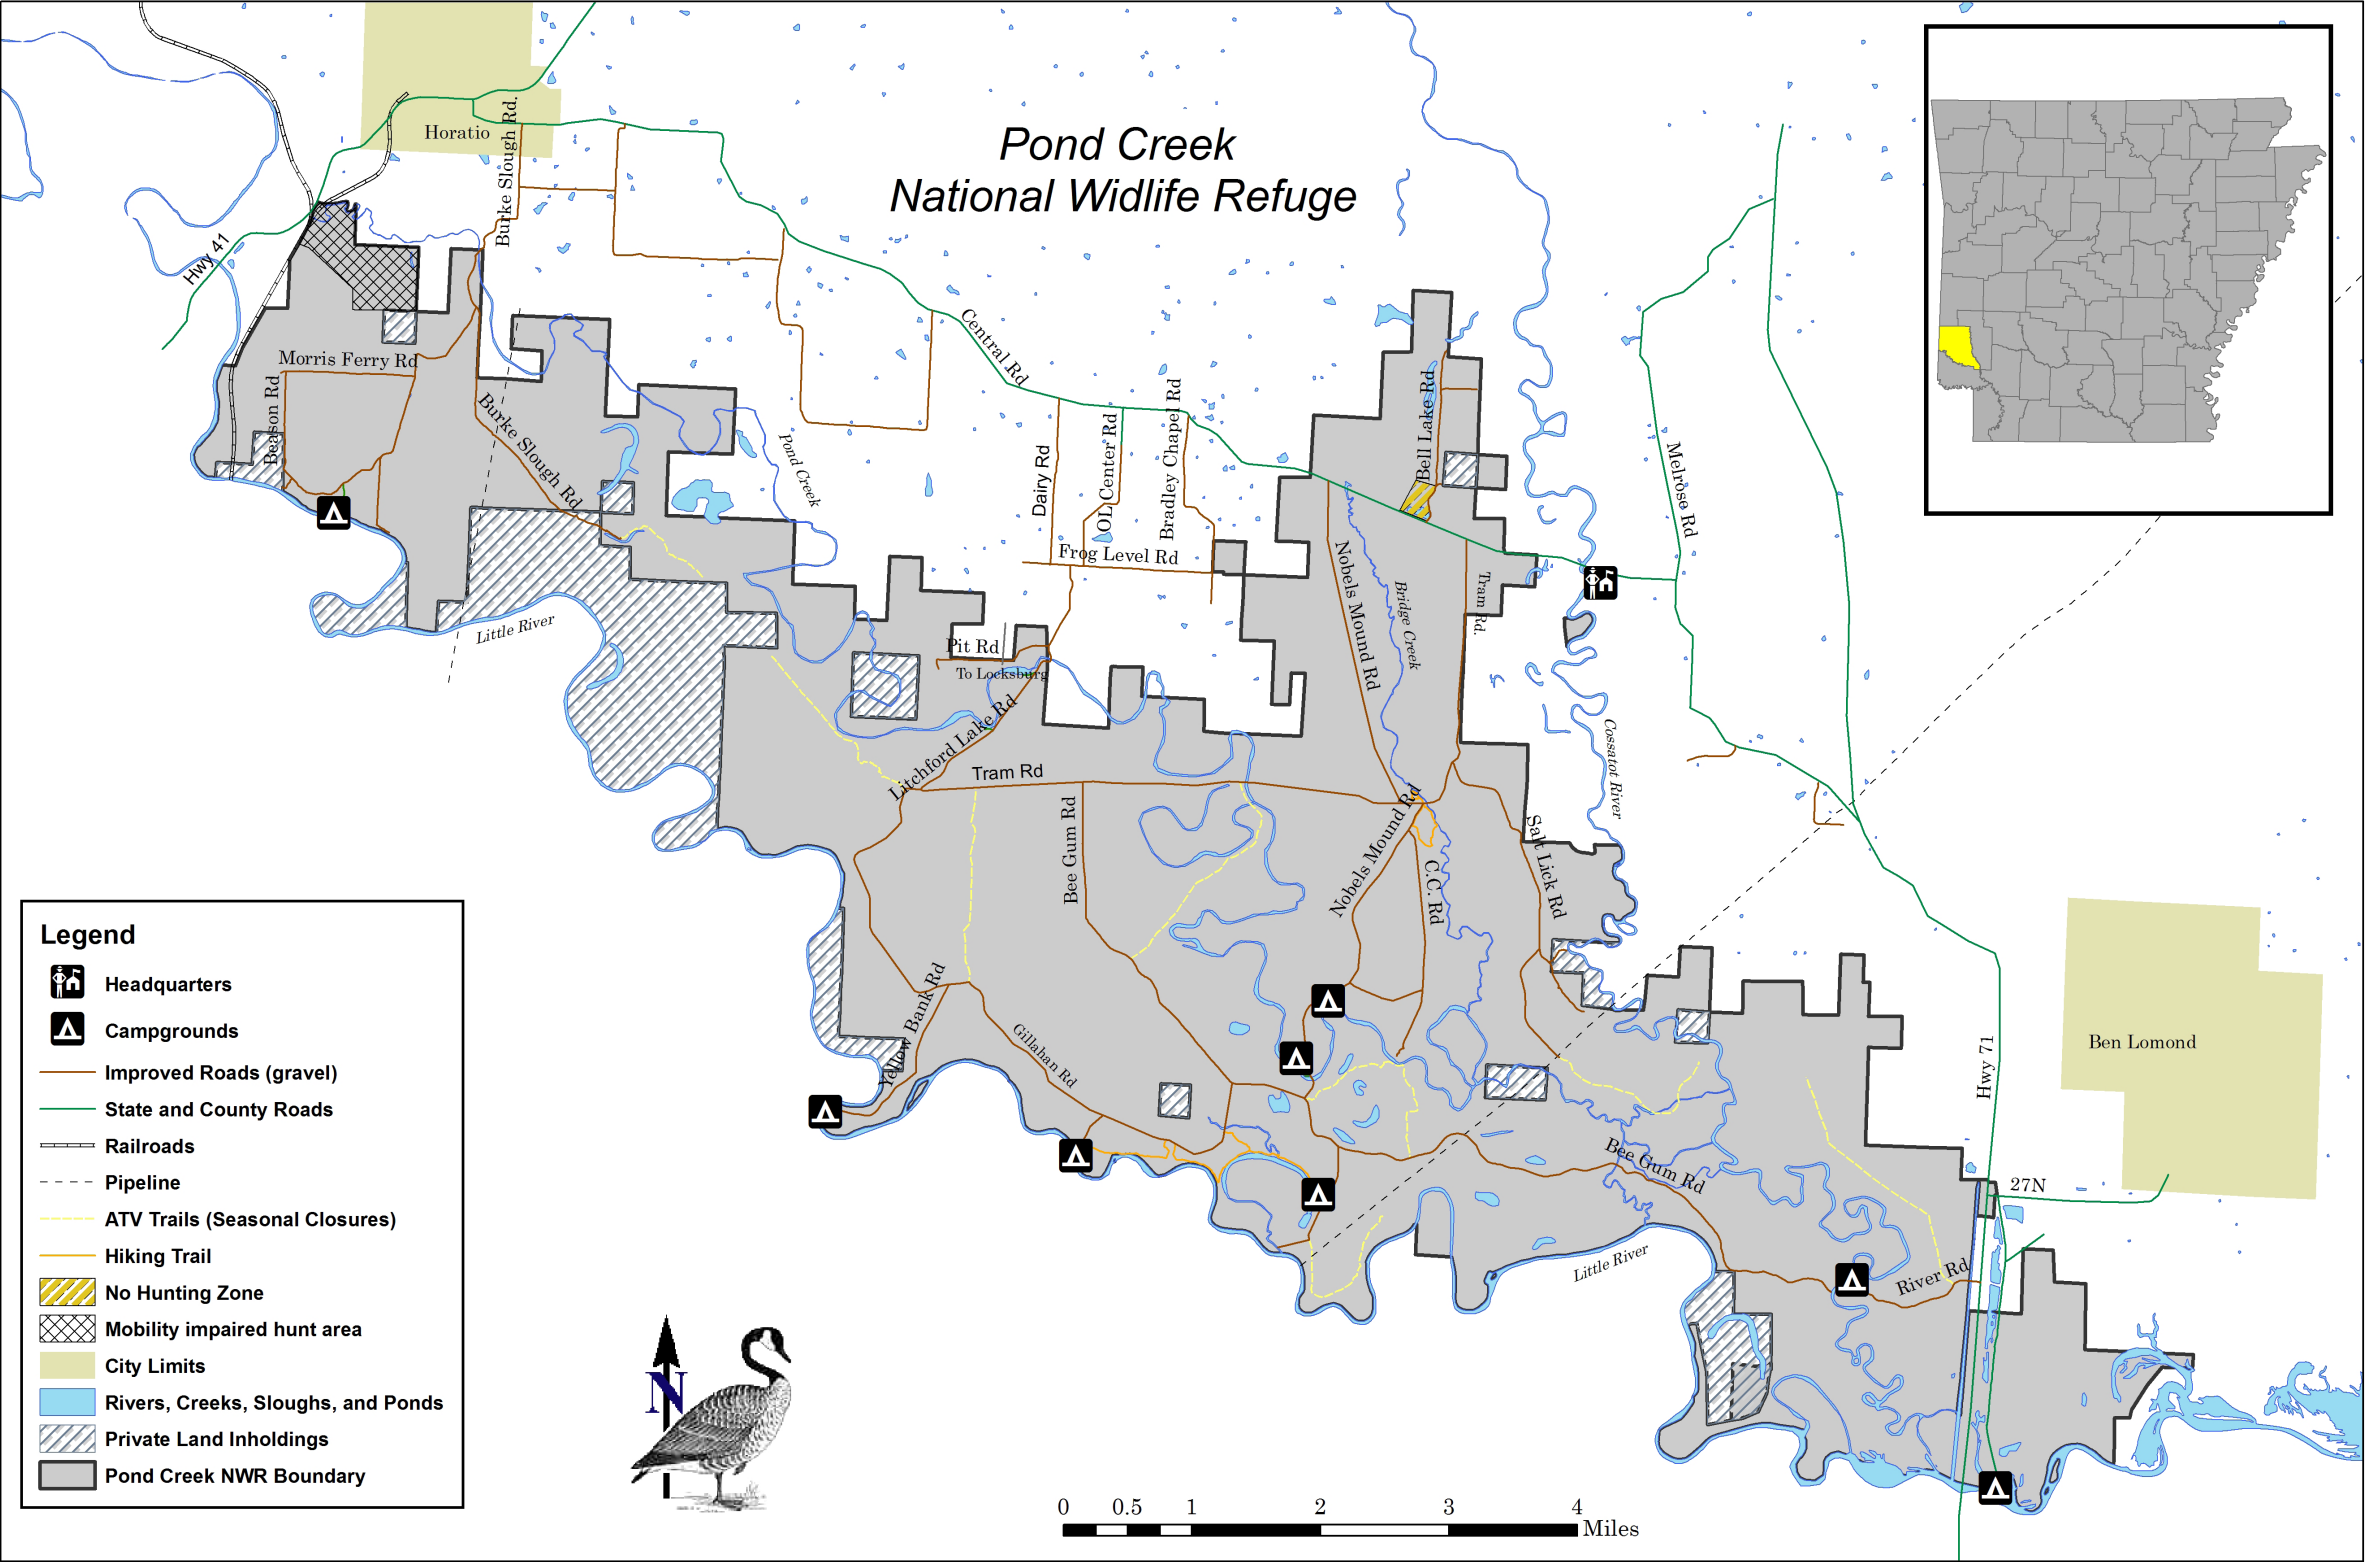 Pond Creek
National Widlife Refuge
Horatio
Burke Slough Rd.
Hwy 41
Morris Ferry Rd
Beason Rd
Burke Slough Rd
Pond Creek
Central Rd
Dairy Rd
OL Center Rd
Bradley Chapel Rd
Frog Level Rd
Bell Lake Rd
Melrose Rd
Nobels Mound Rd
Bridge Creek
Tram Rd.
Little River
Pit Rd
To Locksburg
Litchford Lake Rd
Tram Rd
Cossatot River
Bee Gum Rd
Nobels Mound Rd
C.C. Rd
Salt Lick Rd
Yellow Bank Rd
Gillahan Rd
Bee Gum Rd
Little River
River Rd
Hwy 71
Ben Lomond
27N
Legend
Headquarters
Campgrounds
Improved Roads (gravel)
State and County Roads
Railroads
Pipeline
ATV Trails (Seasonal Closures)
Hiking Trail
No Hunting Zone
Mobility impaired hunt area
City Limits
Rivers, Creeks, Sloughs, and Ponds
Private Land Inholdings
Pond Creek NWR Boundary
N
0 0.5 1 2 3 4
Miles